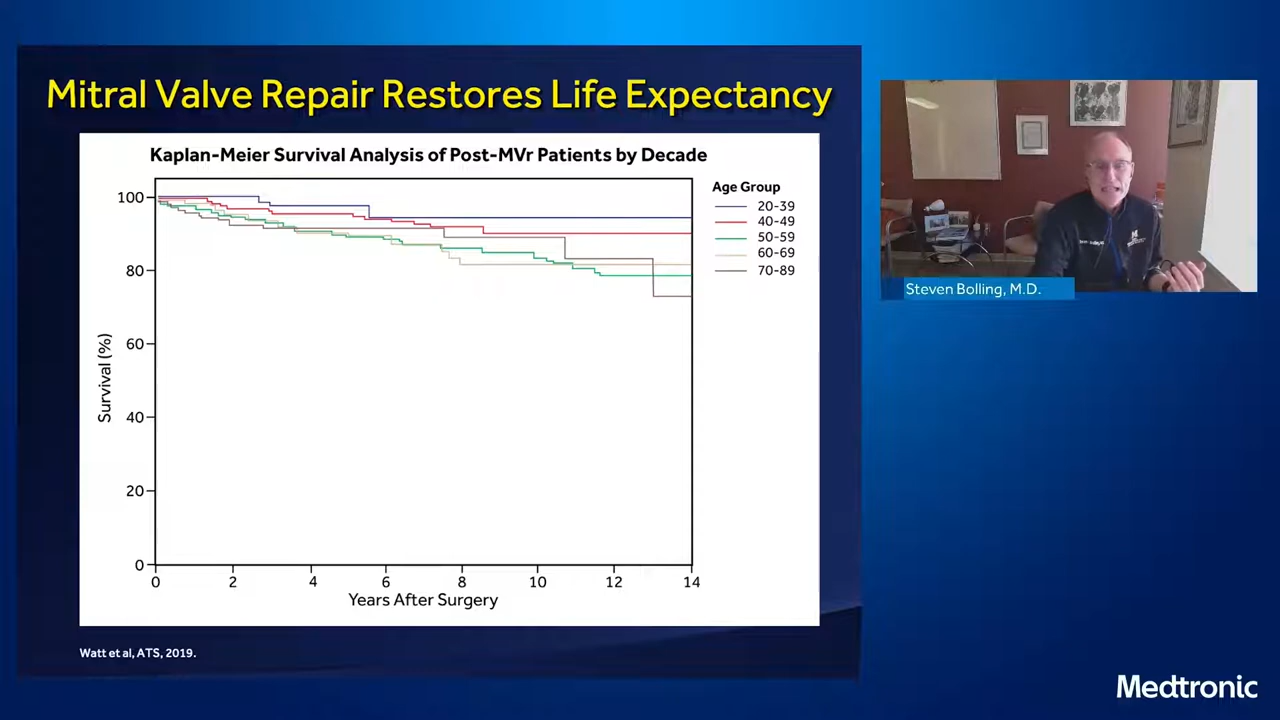 Mitral Valve Repair Restores Life Expectancy
Kaplan-Meier Survival Analysis of Post-MVr Patients by Decade
Age Group
20-39
40-49
50-59
60-69
70-89
100
80
60
40
20
0
Survival (%)
0 2 4 6 8 10 12 14
Years After Surgery
Watt et al, ATS, 2019.
Steven Bolling, M.D.
Medtronic